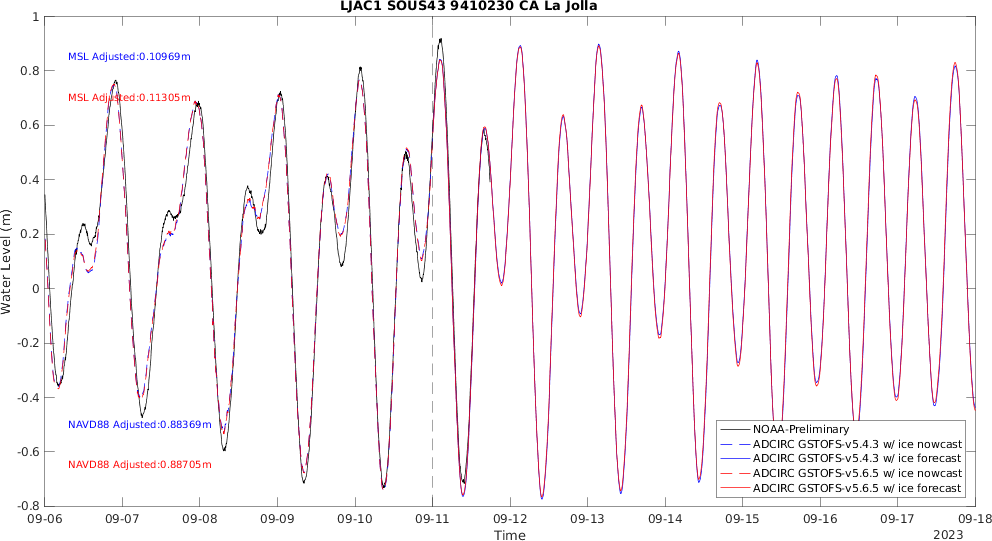 LJAC1 SOUS43 9410230 CA La Jolla
1
0.8
0.6
0.4
0.2
0
-0.2
-0.4
-0.6
-0.8
Water Level (m)
MSL Adjusted:0.10969m
MSL Adjusted:0.11305m
NAVD88 Adjusted:0.88369m
NAVD88 Adjusted:0.88705m
NOAA-Preliminary
ADCIRC GSTOFS-v5.4.3 w/ ice nowcast
ADCIRC GSTOFS-v5.4.3 w/ ice forecast
ADCIRC GSTOFS-v5.6.5 w/ ice nowcast
ADCIRC GSTOFS-v5.6.5 w/ ice forecast
09-06 09-07 09-08 09-09 09-10 09-11 09-12 09-13 09-14 09-15 09-16 09-17 09-18
Time
2023